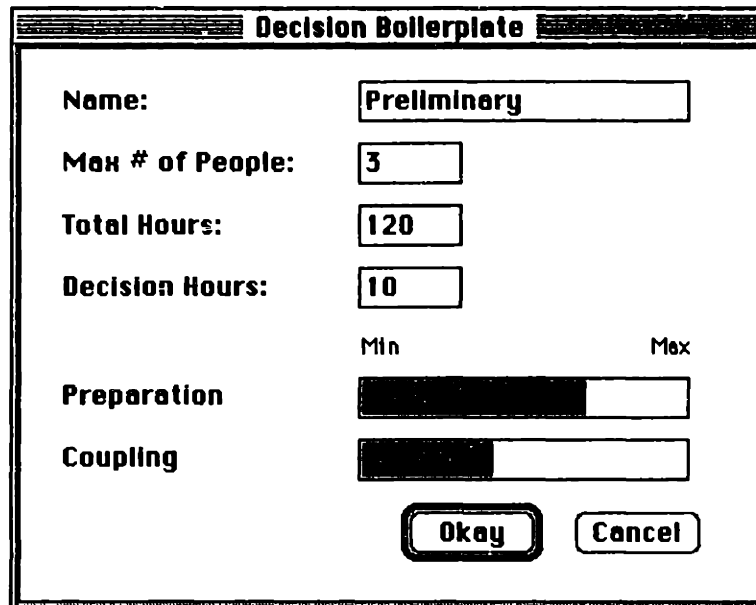 Decision Boilerplate
Name: Preliminary
Max # of People: 3
Total Hours: 120
Decision Hours: 10
Min Max
Preparation
Coupling
Okay Cancel